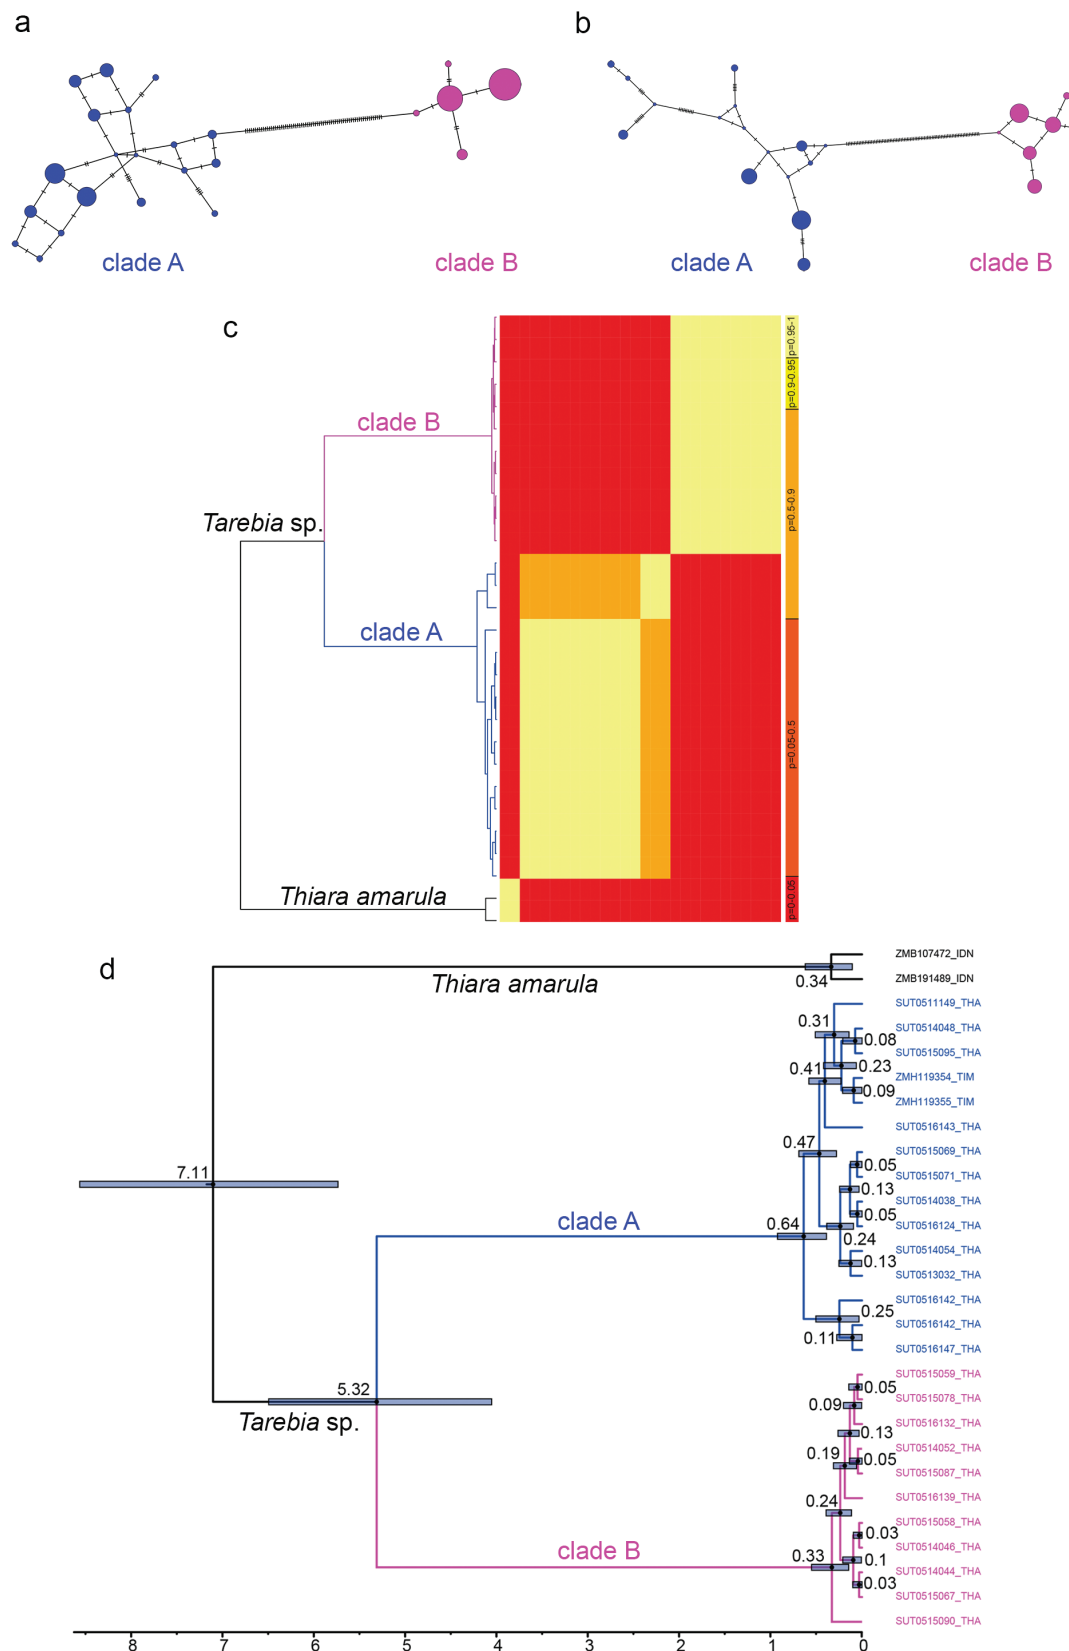 a
b
clade A
clade B
clade A
clade B
c
clade B
Tarebia sp.
clade A
Thiara amarula
p=0.95-1
p=0.9-0.95
p=0.5-0.9
p=0.05-0.5
p=0-0.05
d
ZMB107472_IDN
ZMB191489_IDN
Thiara amarula
0.34
SUT0511149_THA
0.31
SUT0514048_THA
0.08
SUT0515095_THA
0.23
0.41
ZMH119354_TIM
0.09
ZMH119355_TIM
SUT0516143_THA
0.47
SUT0515069_THA
0.05
SUT0515071_THA
7.11
0.13
SUT0514038_THA
0.05
clade A
0.64
SUT0516124_THA
0.24
SUT0514054_THA
0.13
SUT0513032_THA
SUT0516142_THA
0.25
SUT0516142_THA
0.11
SUT0516147_THA
SUT0515059_THA
5.32
0.05
SUT0515078_THA
0.09
Tarebia sp.
SUT0516132_THA
0.13
SUT0514052_THA
0.19
0.05
SUT0515087_THA
SUT0516139_THA
0.24
SUT0515058_THA
0.03
SUT0514046_THA
clade B
0.33
0.1
SUT0514044_THA
0.03
SUT0515067_THA
SUT0515090_THA
8 7 6 5 4 3 2 1 0